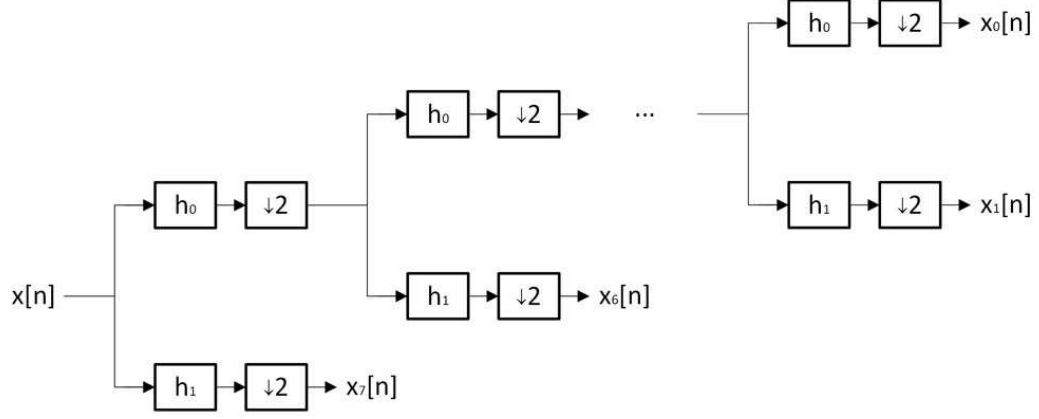 h₀ ↓2 x₀[n]
h₀ ↓2 ...
h₀ ↓2 h₁ ↓2 x₁[n]
x[n] h₁ ↓2 x₆[n]
h₁ ↓2 x₇[n]